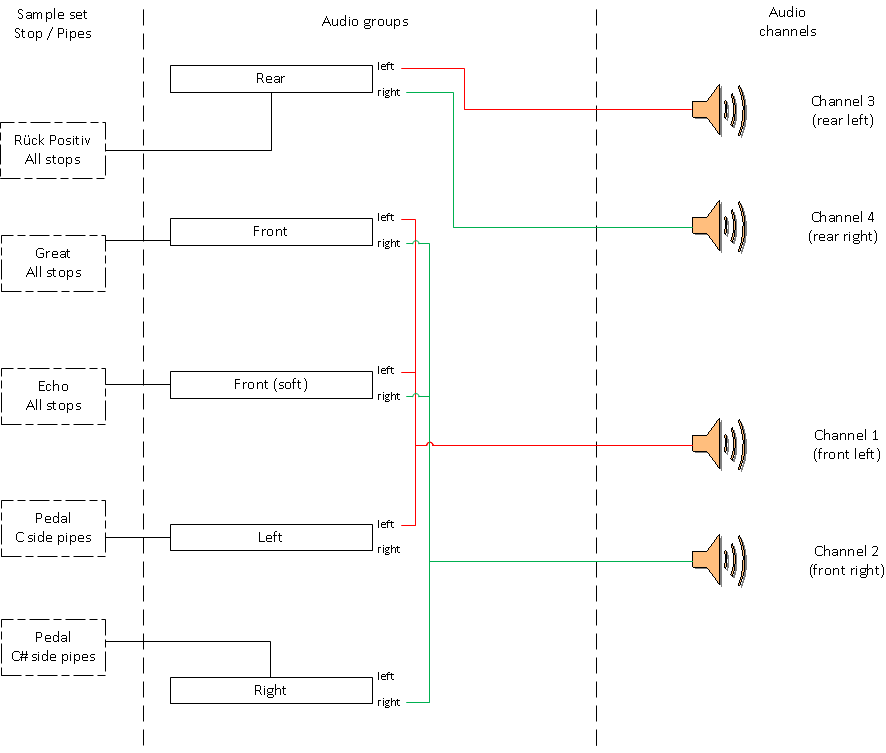 Sample set
Stop / Pipes
Audio groups
Audio
channels
Rück Positiv
All stops
Rear
left
right
Channel 3
(rear left)
Great
All stops
Front
left
right
Channel 4
(rear right)
Echo
All stops
Front (soft)
left
right
Channel 1
(front left)
Pedal
C side pipes
Left
left
right
Channel 2
(front right)
Pedal
C# side pipes
Right
left
right